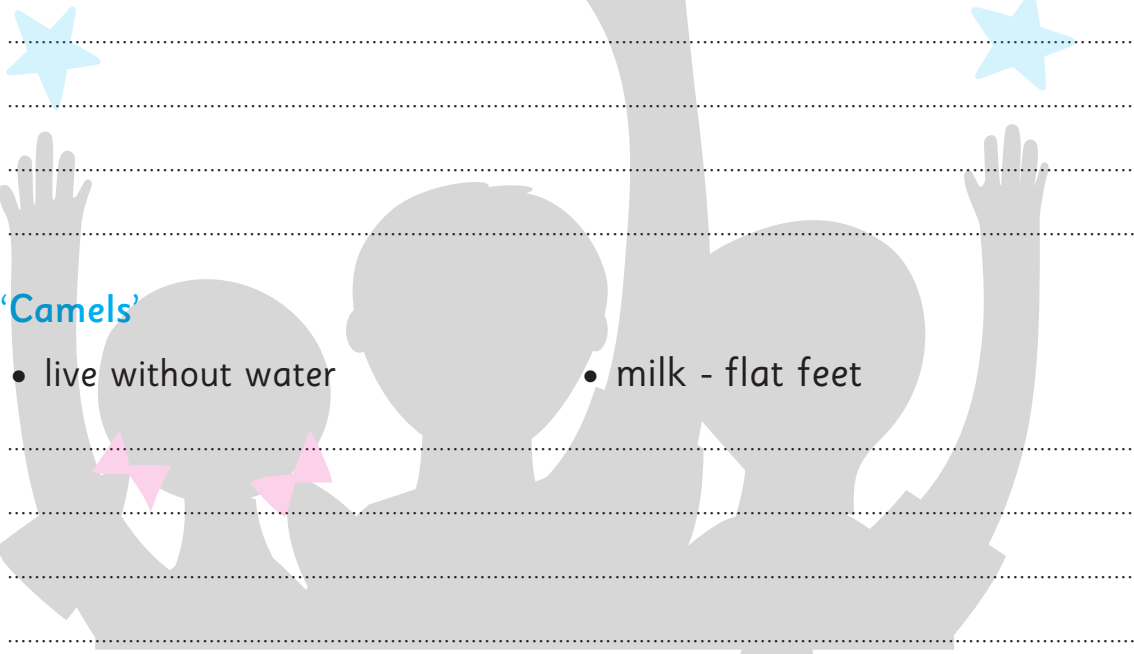 ‘Camels’
• live without water • milk - flat feet